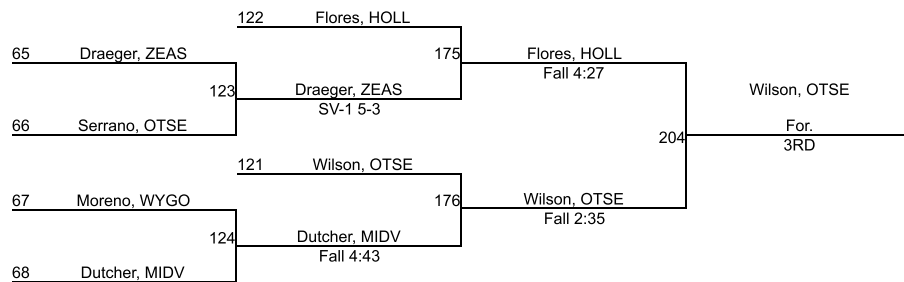 122 Flores, HOLL
65 Draeger, ZEAS
175 Flores, HOLL
Fall 4:27
123 Draeger, ZEAS
SV-1 5-3
Wilson, OTSE
66 Serrano, OTSE
For.
204
3RD
121 Wilson, OTSE
67 Moreno, WYGO
176 Wilson, OTSE
Fall 2:35
124 Dutcher, MIDV
Fall 4:43
68 Dutcher, MIDV